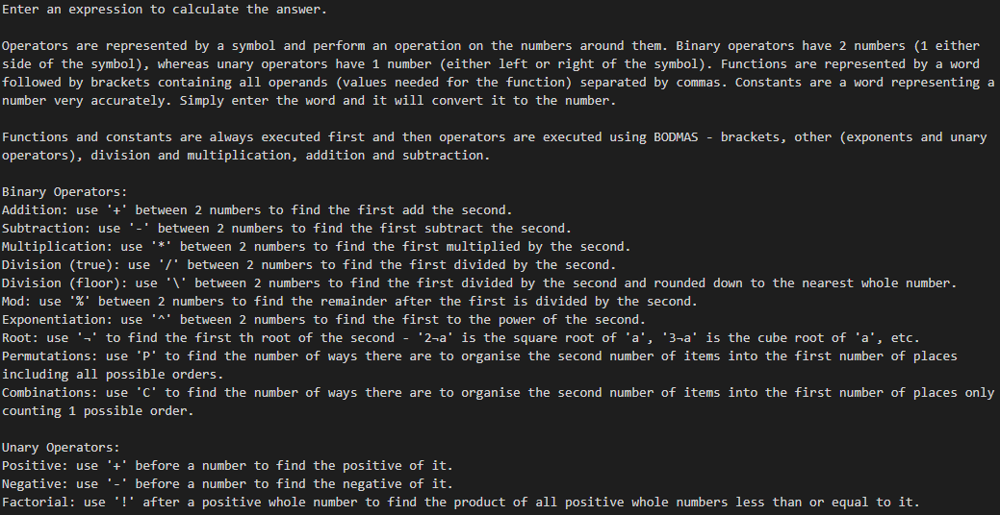 Enter an expression to calculate the answer.
Operators are represented by a symbol and perform an operation on the numbers around them. Binary operators have 2 numbers (1 either
side of the symbol), whereas unary operators have 1 number (either left or right of the symbol). Functions are represented by a word
followed by brackets containing all operands (values needed for the function) separated by commas. Constants are a word representing a
number very accurately. Simply enter the word and it will convert it to the number.
Functions and constants are always executed first and then operators are executed using BODMAS - brackets, other (exponents and unary
operators), division and multiplication, addition and subtraction.
Binary Operators:
Addition: use '+' between 2 numbers to find the first add the second.
Subtraction: use '-' between 2 numbers to find the first subtract the second.
Multiplication: use '*' between 2 numbers to find the first multiplied by the second.
Division (true): use '/' between 2 numbers to find the first divided by the second.
Division (floor): use '\' between 2 numbers to find the first divided by the second and rounded down to the nearest whole number.
Mod: use '%' between 2 numbers to find the remainder after the first is divided by the second.
Exponentiation: use '^' between 2 numbers to find the first to the power of the second.
Root: use '¬' to find the first th root of the second - '2¬a' is the square root of 'a', '3¬a' is the cube root of 'a', etc.
Permutations: use 'P' to find the number of ways there are to organise the second number of items into the first number of places
including all possible orders.
Combinations: use 'C' to find the number of ways there are to organise the second number of items into the first number of places only
counting 1 possible order.
Unary Operators:
Positive: use '+' before a number to find the positive of it.
Negative: use '-' before a number to find the negative of it.
Factorial: use '!' after a positive whole number to find the product of all positive whole numbers less than or equal to it.